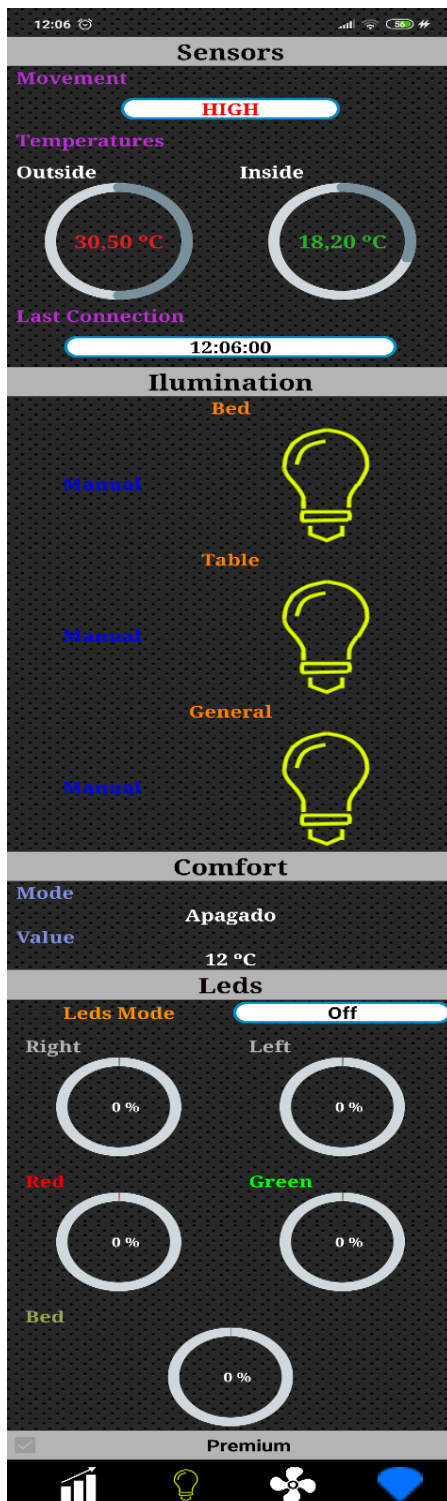 12:06 56
Sensors
Movement
HIGH
Temperatures
Outside Inside
30,50 ºC 18,20 ºC
Last Connection
12:06:00
Ilumination
Bed
Manual
Table
Manual
General
Manual
Comfort
Mode
Apagado
Value
12 ºC
Leds
Leds Mode Off
Right Left
0 % 0 %
Red Green
0 % 0 %
Bed
0 %
Premium